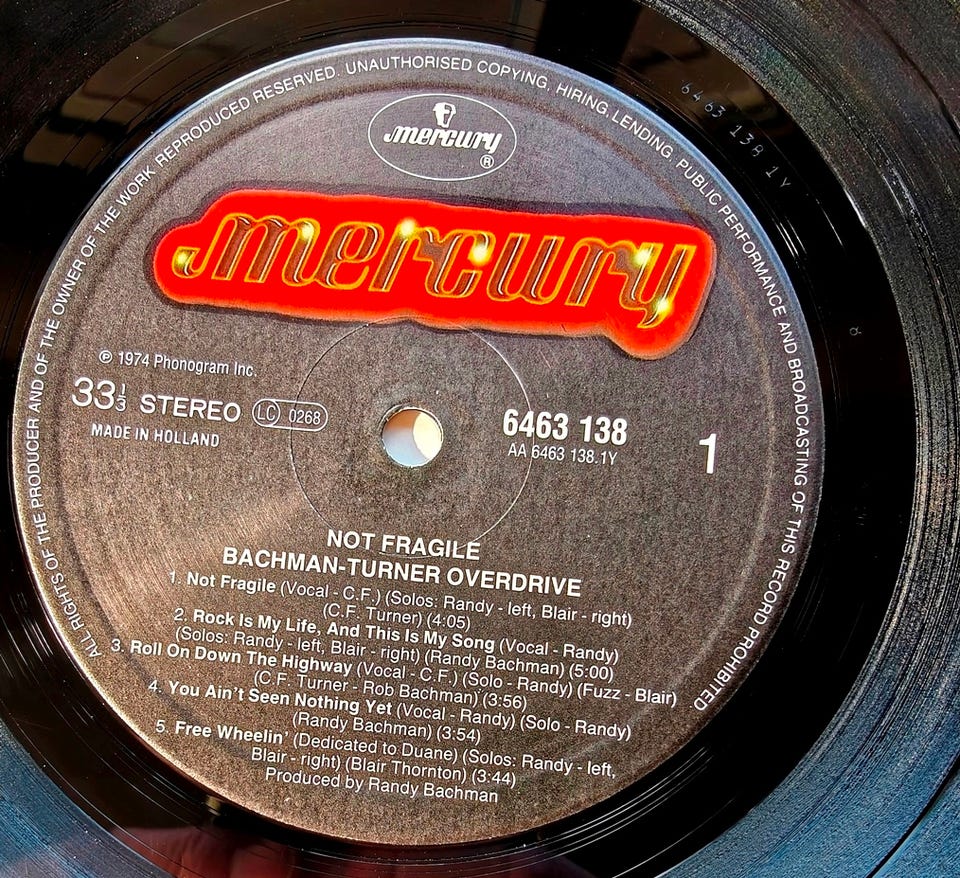 ALL RIGHTS OF THE PRODUCER AND OF THE OWNER OF THE WORK REPRODUCED RESERVED. UNAUTHORISED COPYING, HIRING, LENDING, PUBLIC PERFORMANCE AND BROADCASTING OF THIS RECORD PROHIBITED
mercury ®
mercury
6463 138 1Y
℗ 1974 Phonogram Inc.
33⅓ STEREO LC 0268
MADE IN HOLLAND
6463 138
AA 6463 138.1Y
1
NOT FRAGILE
BACHMAN-TURNER OVERDRIVE
1. Not Fragile (Vocal - C.F.) (Solos: Randy - left, Blair - right)
(C.F. Turner) (4:05)
2. Rock Is My Life, And This Is My Song (Vocal - Randy)
(Solos: Randy - left, Blair - right) (Randy Bachman) (5:00)
3. Roll On Down The Highway (Vocal - C.F.) (Solo - Randy) (Fuzz - Blair)
(C.F. Turner - Rob Bachman) (3:56)
4. You Ain't Seen Nothing Yet (Vocal - Randy) (Solo - Randy)
(Randy Bachman) (3:54)
5. Free Wheelin' (Dedicated to Duane) (Solos: Randy - left,
Blair - right) (Blair Thornton) (3:44)
Produced by Randy Bachman